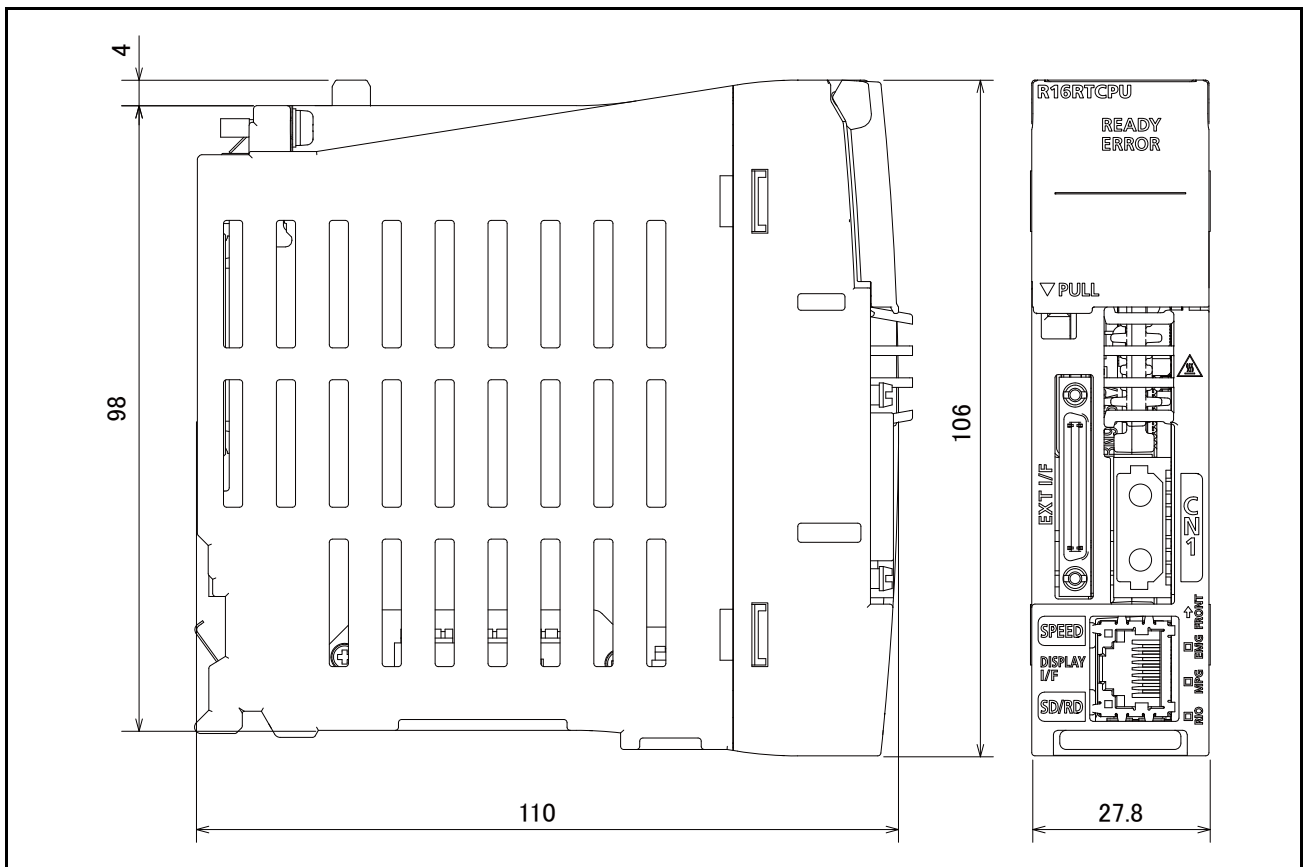 4
98
106
110
27.8
R16RTCPU
READY
ERROR
▽ PULL
EXT I/F
CN1
SPEED
DISPLAY
I/F
SD/RD
FRONT
EMG
MPG
RIO